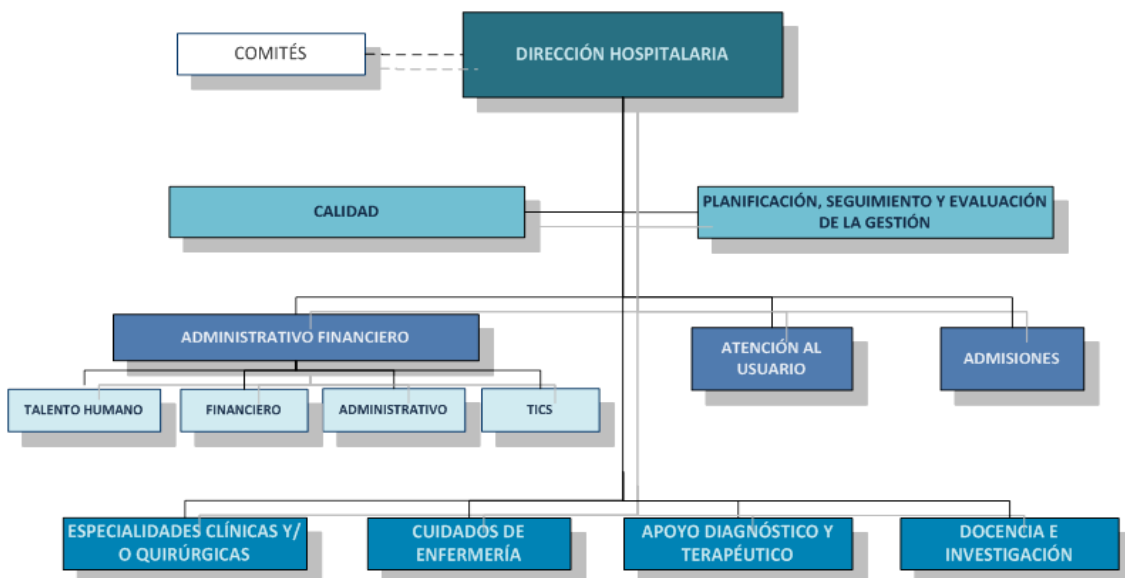 COMITÉS
DIRECCIÓN HOSPITALARIA
CALIDAD
PLANIFICACIÓN, SEGUIMIENTO Y EVALUACIÓN
DE LA GESTIÓN
ADMINISTRATIVO FINANCIERO
ATENCIÓN AL
USUARIO
ADMISIONES
TALENTO HUMANO
FINANCIERO
ADMINISTRATIVO
TICS
ESPECIALIDADES CLÍNICAS Y/
O QUIRÚRGICAS
CUIDADOS DE
ENFERMERÍA
APOYO DIAGNÓSTICO Y
TERAPÉUTICO
DOCENCIA E
INVESTIGACIÓN